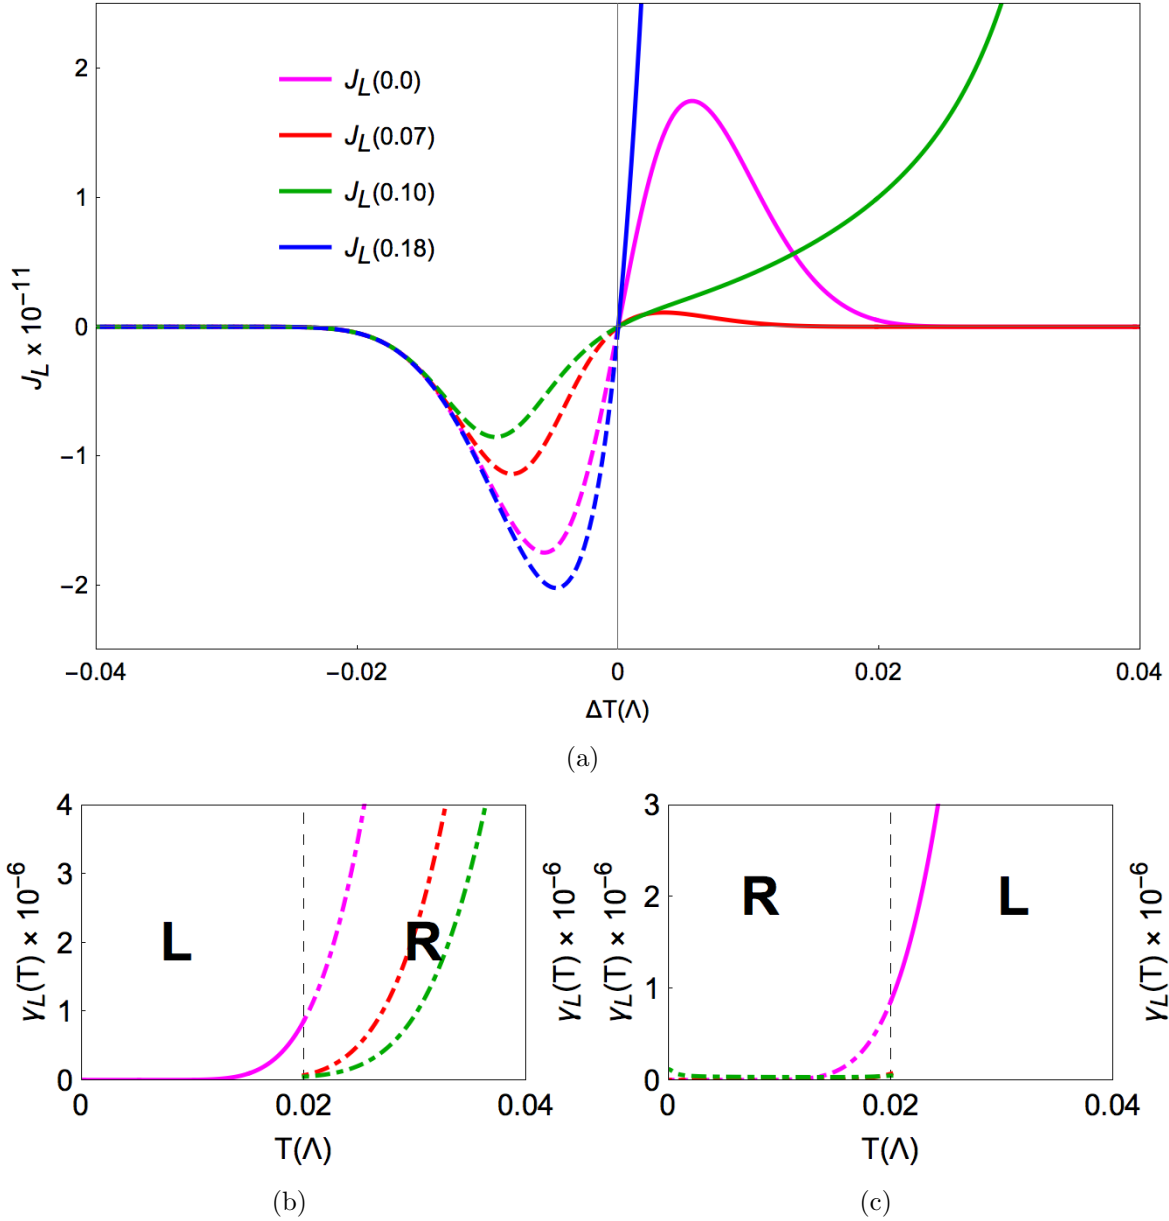 2
1
0
−1
−2
J_L x 10⁻¹¹
J_L(0.0)
J_L(0.07)
J_L(0.10)
J_L(0.18)
−0.04
−0.02
0
0.02
0.04
ΔT(Λ)
(a)
4
3
2
1
0
γ_L(T) × 10⁻⁶
L
R
γ_L(T) × 10⁻⁶
0
0.02
0.04
T(Λ)
(b)
3
2
1
0
γ_L(T) × 10⁻⁶
R
L
γ_L(T) × 10⁻⁶
0
0.02
0.04
T(Λ)
(c)